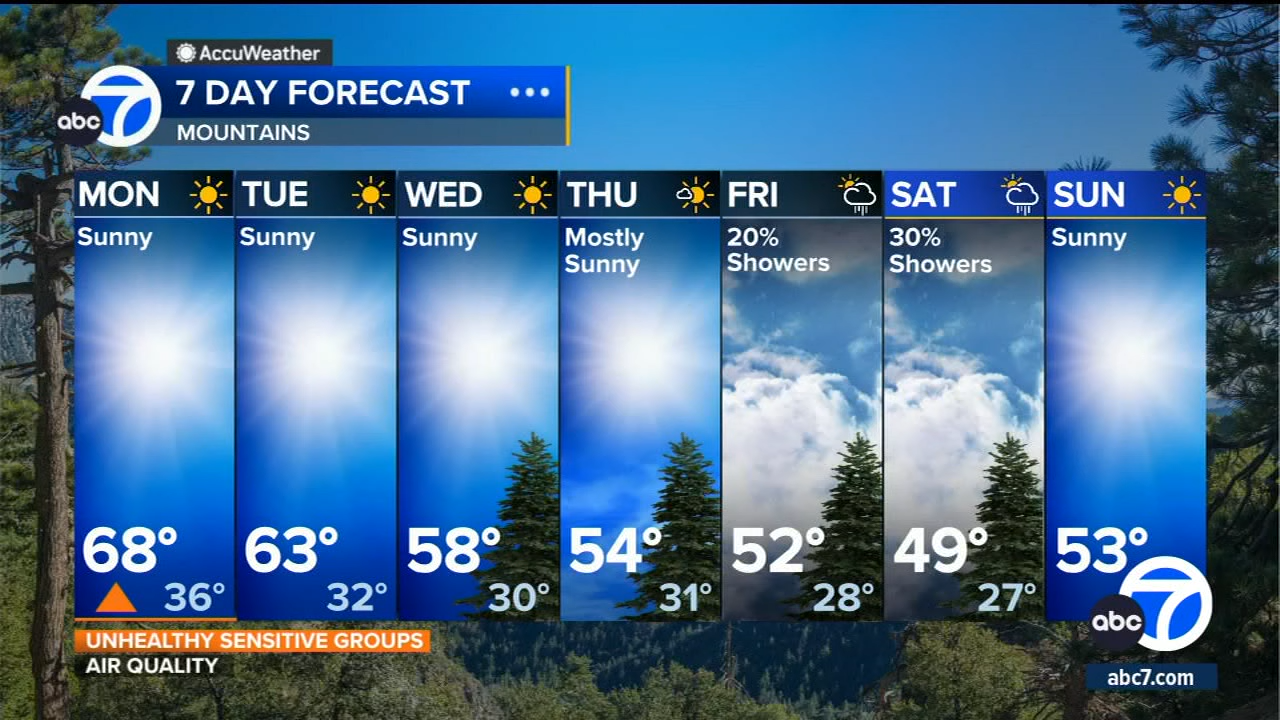 AccuWeather
abc 7
7 DAY FORECAST
MOUNTAINS
MON
Sunny
68°
36°
TUE
Sunny
63°
32°
WED
Sunny
58°
30°
THU
Mostly
Sunny
54°
31°
FRI
20%
Showers
52°
28°
SAT
30%
Showers
49°
27°
SUN
Sunny
53°
UNHEALTHY SENSITIVE GROUPS
AIR QUALITY
abc 7
abc7.com